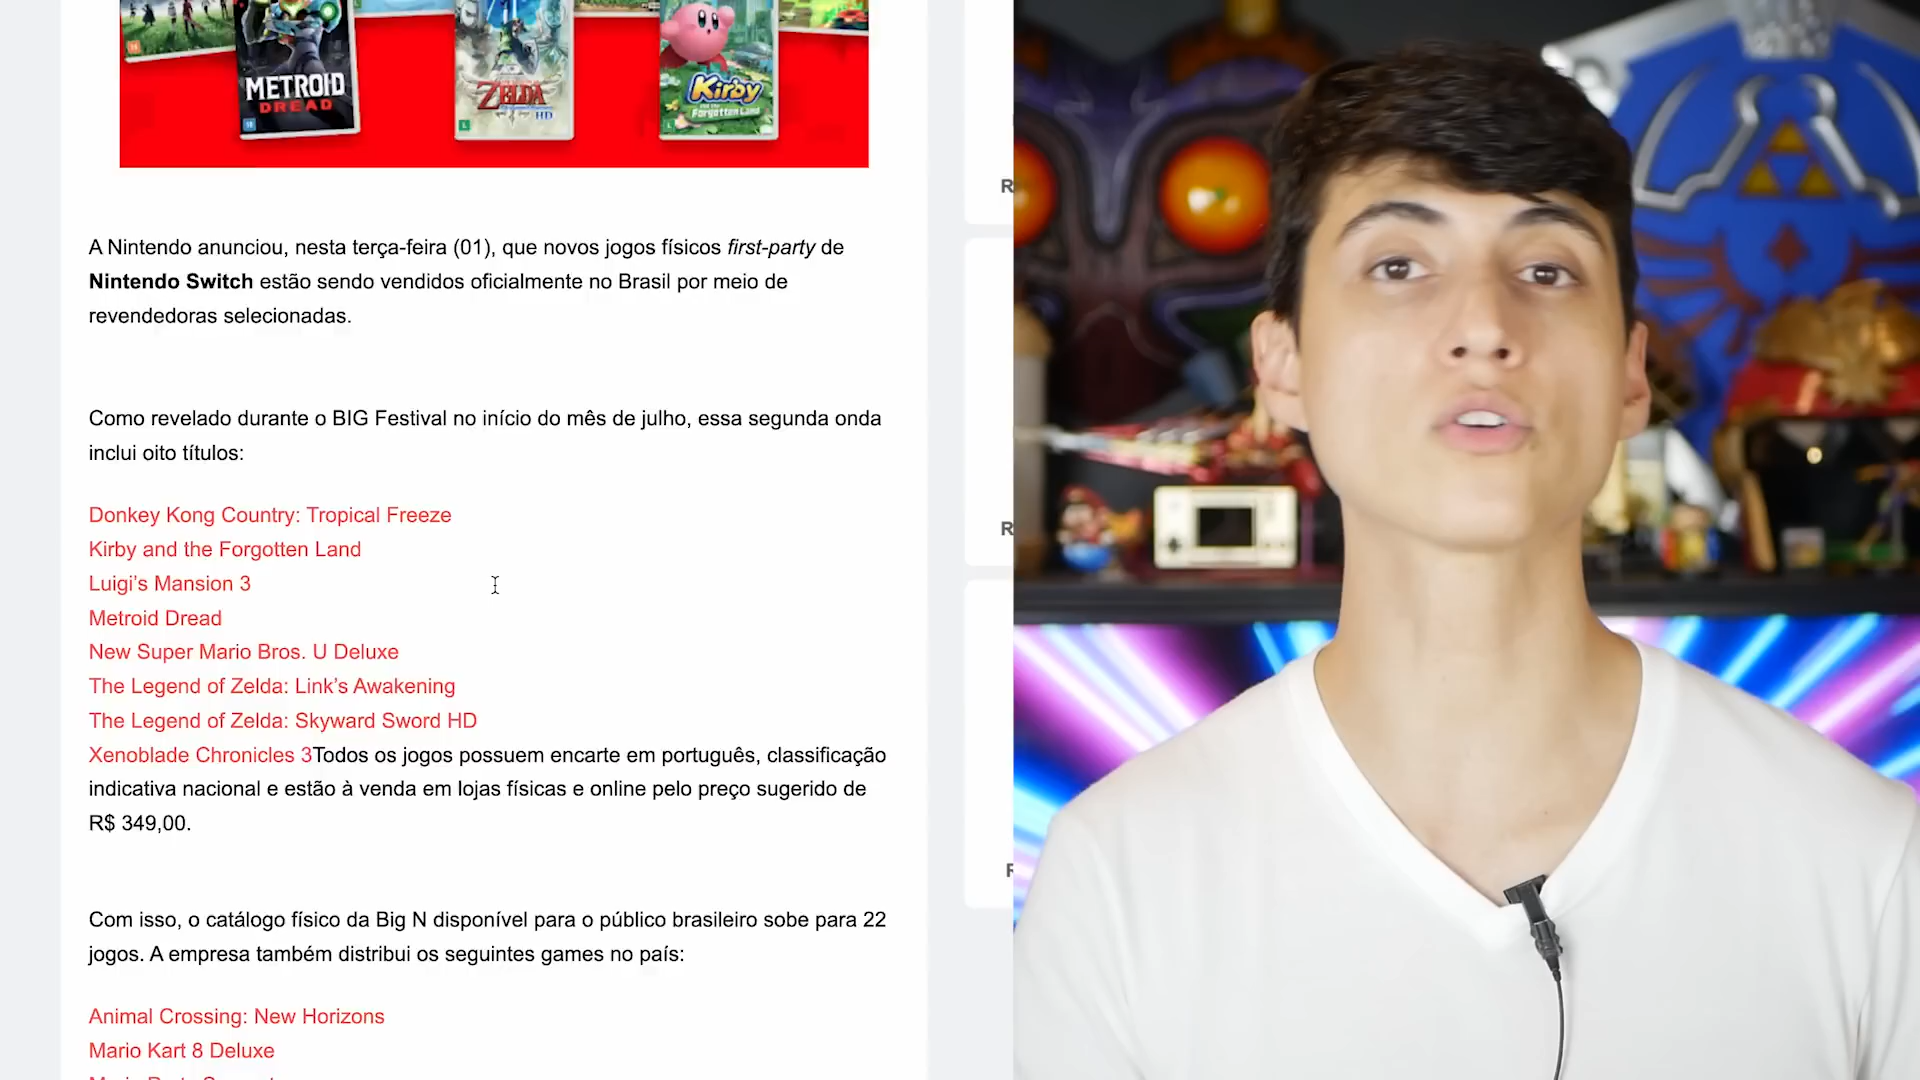 METROID
DREAD
ZELDA
HD
Kirby
Forgotten Land
A Nintendo anunciou, nesta terça-feira (01), que novos jogos físicos first-party de
Nintendo Switch estão sendo vendidos oficialmente no Brasil por meio de
revendedoras selecionadas.
Como revelado durante o BIG Festival no início do mês de julho, essa segunda onda
inclui oito títulos:
Donkey Kong Country: Tropical Freeze
Kirby and the Forgotten Land
Luigi’s Mansion 3
Metroid Dread
New Super Mario Bros. U Deluxe
The Legend of Zelda: Link’s Awakening
The Legend of Zelda: Skyward Sword HD
Xenoblade Chronicles 3Todos os jogos possuem encarte em português, classificação
indicativa nacional e estão à venda em lojas físicas e online pelo preço sugerido de
R$ 349,00.
Com isso, o catálogo físico da Big N disponível para o público brasileiro sobe para 22
jogos. A empresa também distribui os seguintes games no país:
Animal Crossing: New Horizons
Mario Kart 8 Deluxe
R
R
R